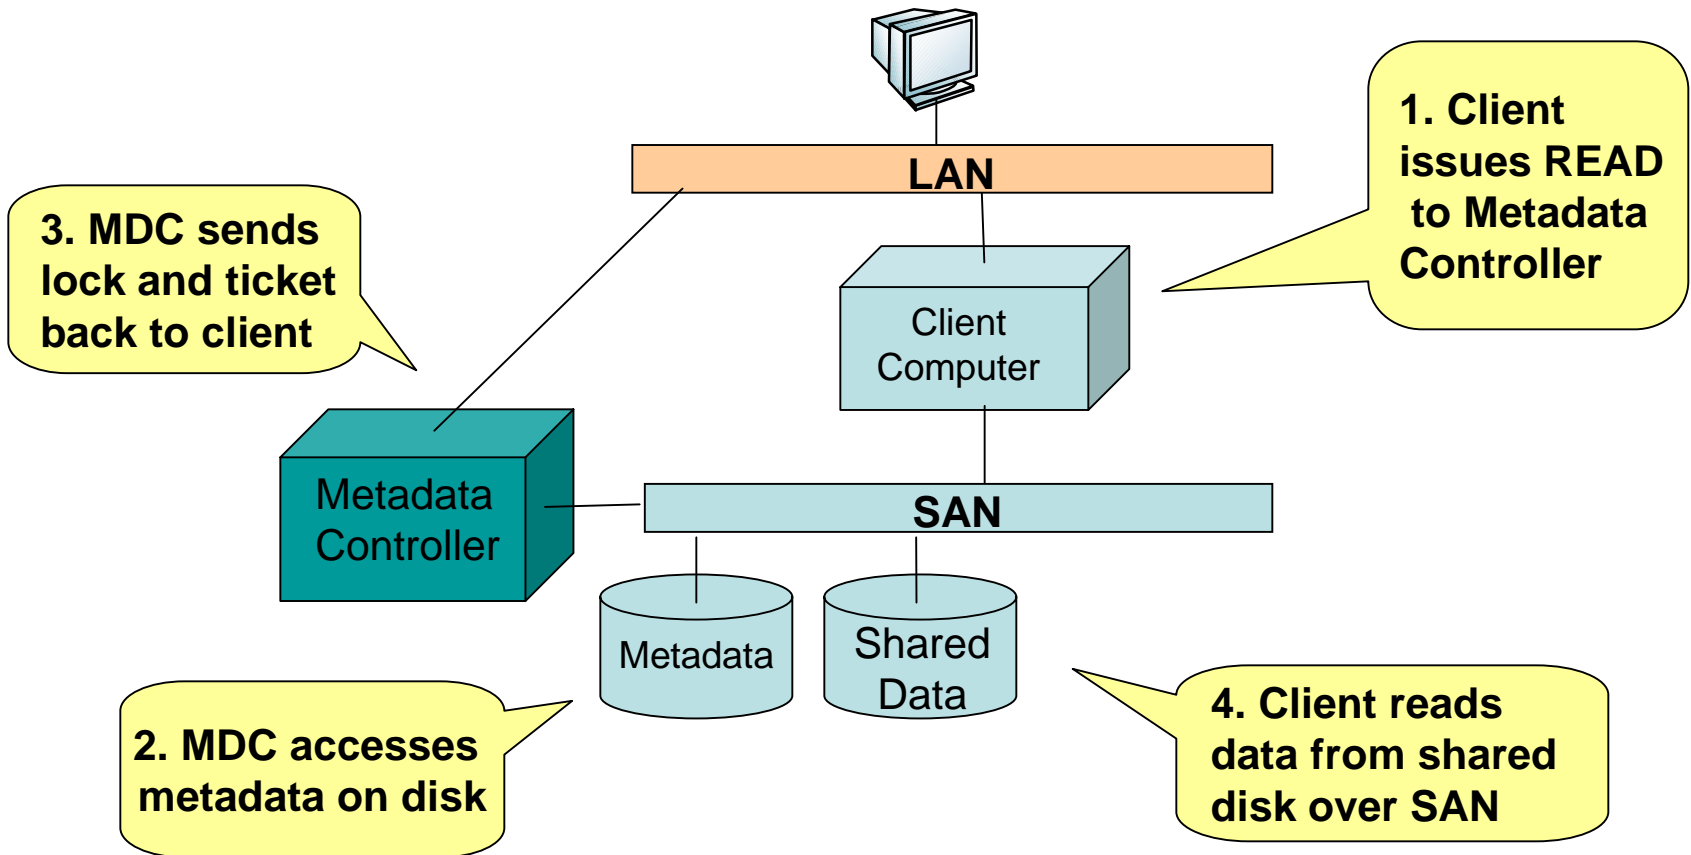 1. Client
issues READ
to Metadata
Controller
LAN
3. MDC sends
lock and ticket
back to client
Client
Computer
Metadata
Controller
SAN
Metadata
Shared
Data
2. MDC accesses
metadata on disk
4. Client reads
data from shared
disk over SAN